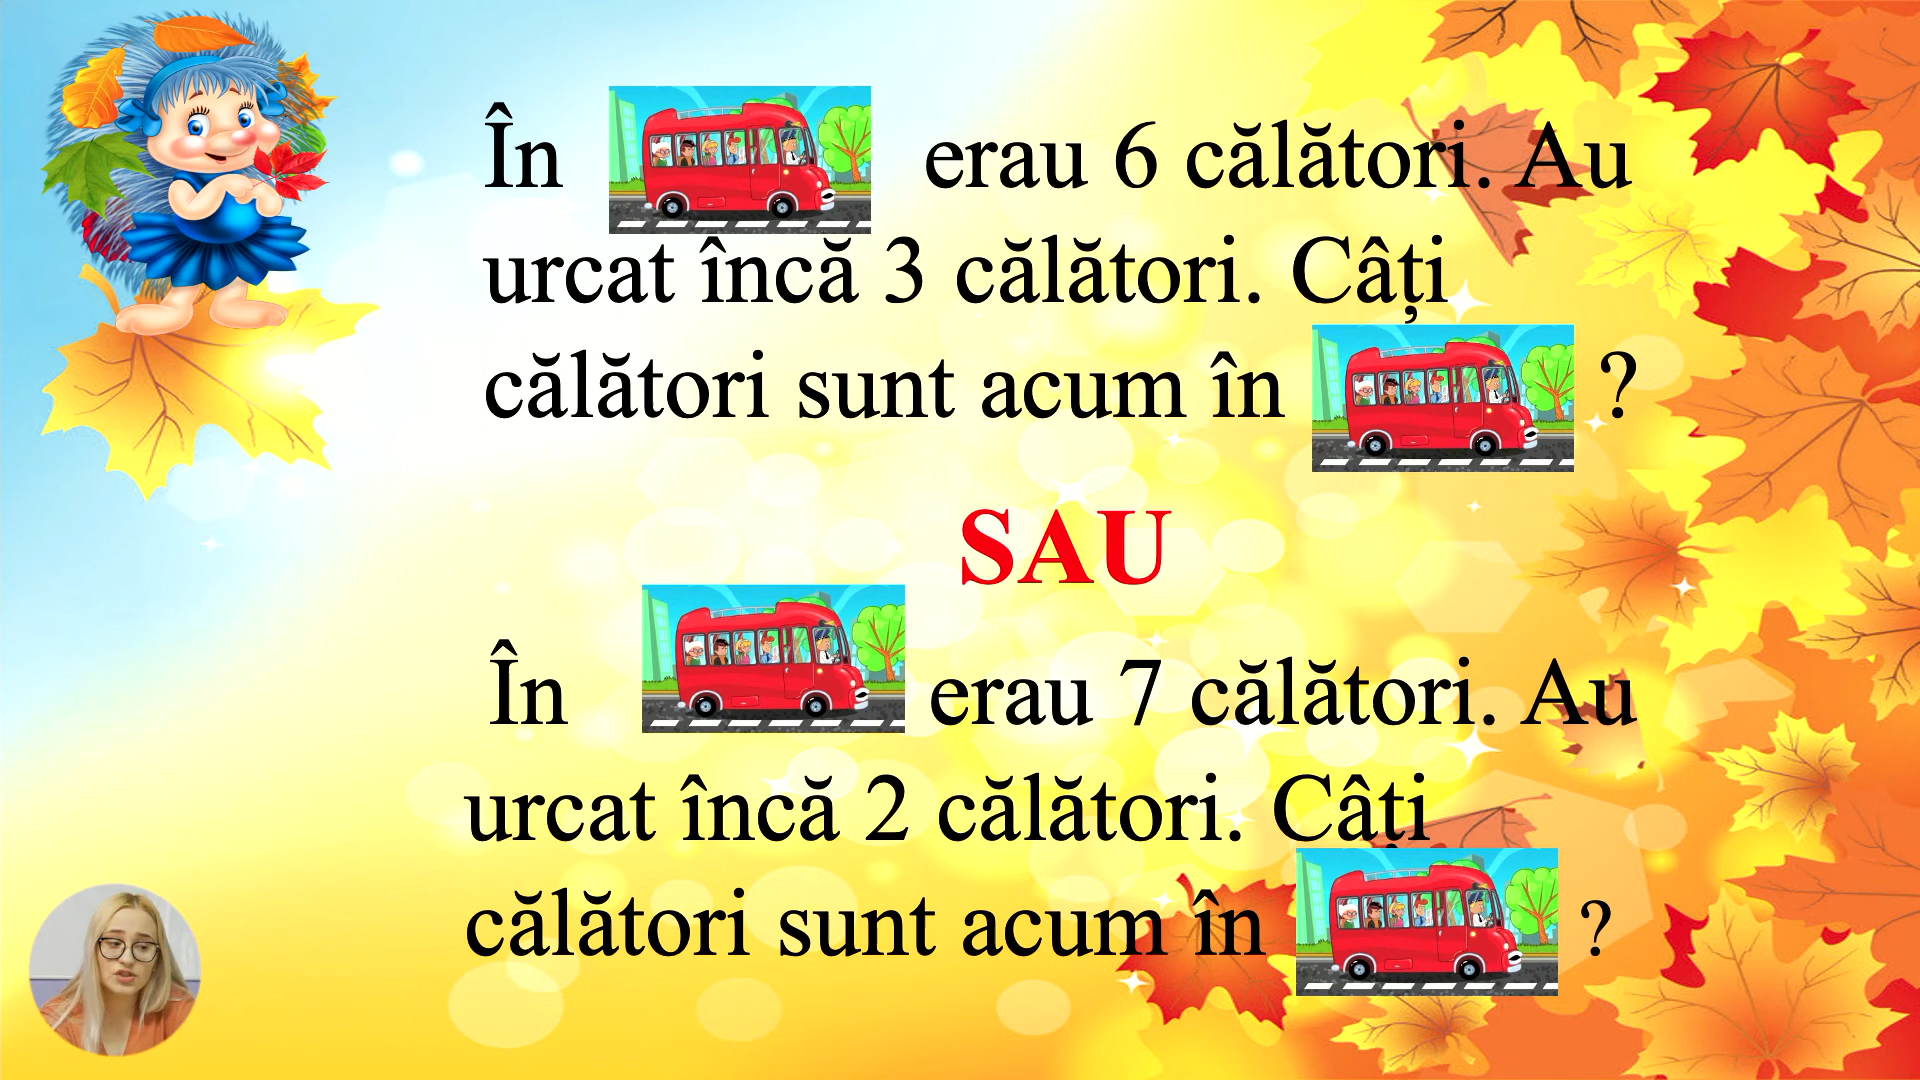 În erau 6 călători. Au
urcat încă 3 călători. Câți
călători sunt acum în ?
SAU
În erau 7 călători. Au
urcat încă 2 călători. Câți
călători sunt acum în ?